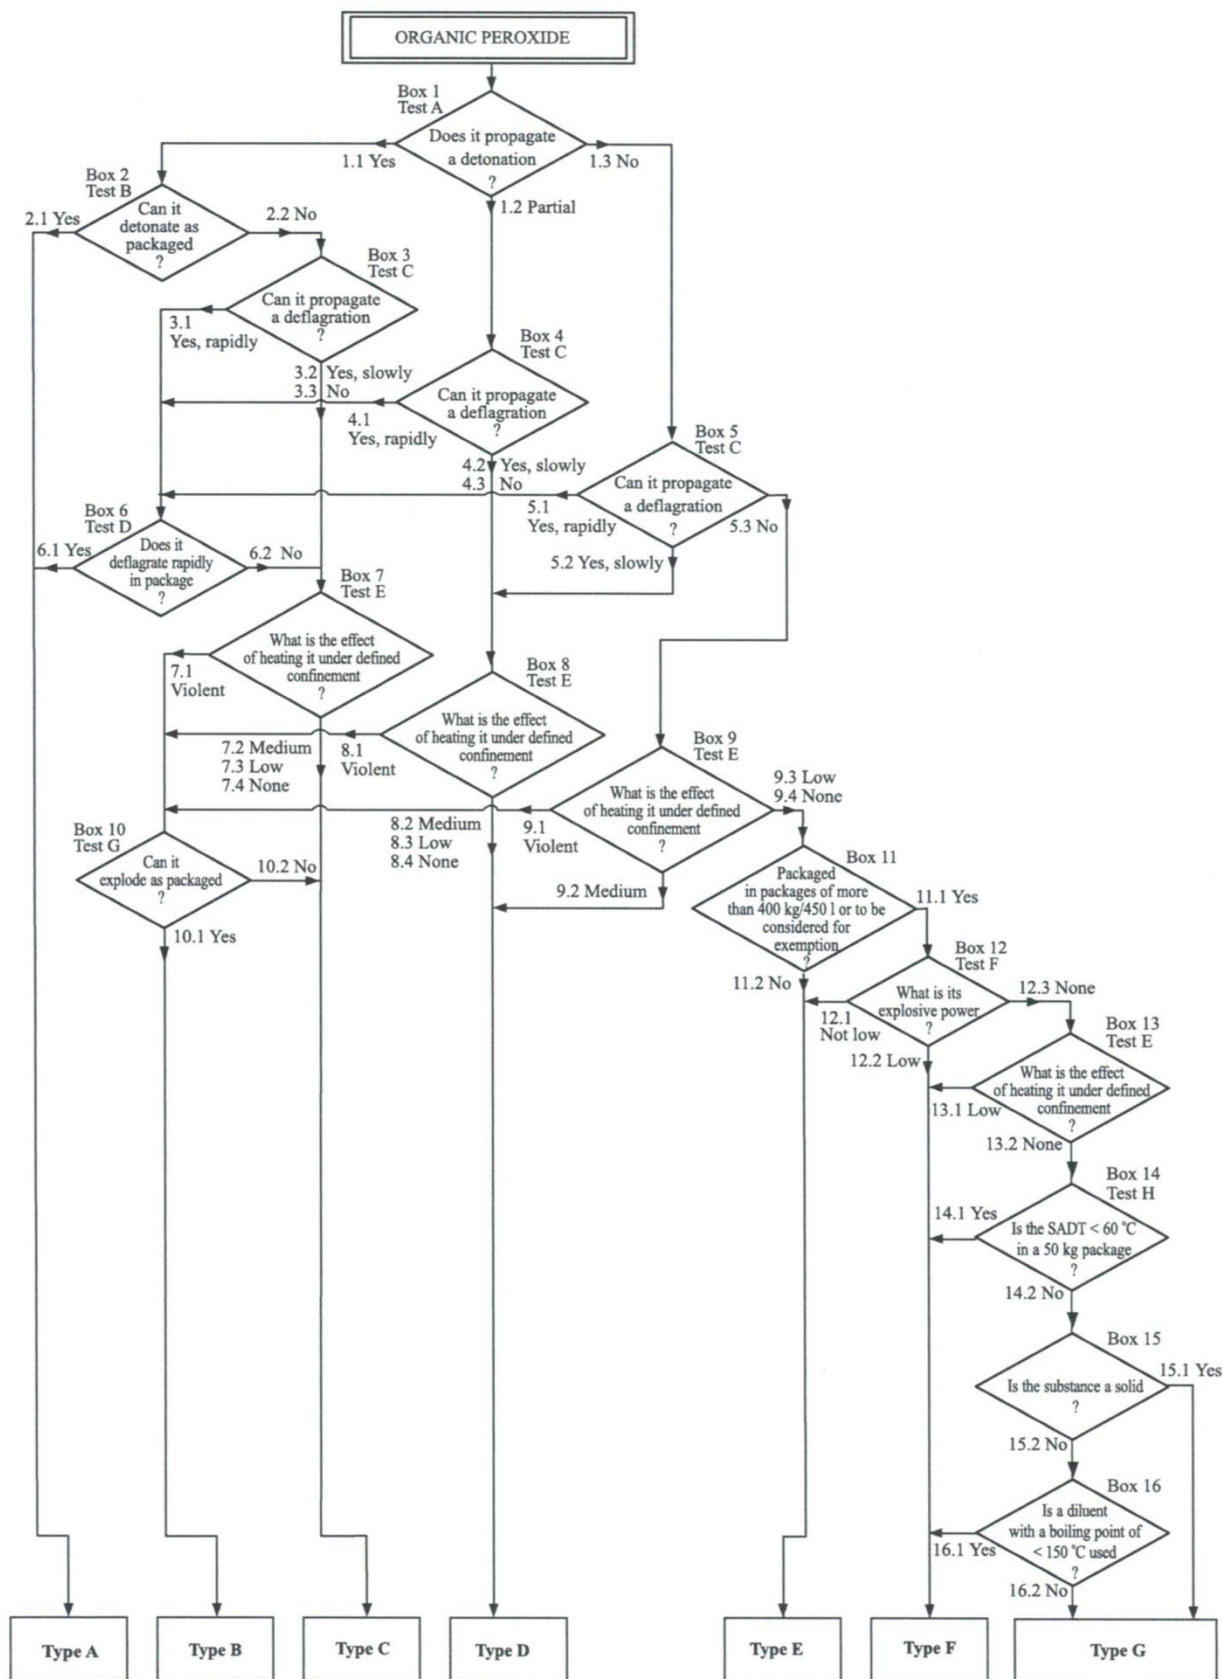 ORGANIC PEROXIDE
Box 1
Test A
Does it propagate
a detonation
?
1.1 Yes
1.3 No
1.2 Partial
Box 2
Test B
Can it
detonate as
packaged
?
2.1 Yes
2.2 No
Box 3
Test C
Can it propagate
a deflagration
?
3.1
Yes, rapidly
3.2 Yes, slowly
3.3 No
Box 4
Test C
Can it propagate
a deflagration
?
4.1
Yes, rapidly
4.2 Yes, slowly
4.3 No
Box 5
Test C
Can it propagate
a deflagration
?
5.1
Yes, rapidly
5.3 No
5.2 Yes, slowly
Box 6
Test D
Does it
deflagrate rapidly
in package
?
6.1 Yes
6.2 No
Box 7
Test E
What is the effect
of heating it under defined
confinement
?
7.1
Violent
7.2 Medium
7.3 Low
7.4 None
Box 8
Test E
What is the effect
of heating it under defined
confinement
?
8.1
Violent
8.2 Medium
8.3 Low
8.4 None
Box 9
Test E
What is the effect
of heating it under defined
confinement
?
9.3 Low
9.4 None
9.1
Violent
9.2 Medium
Box 10
Test G
Can it
explode as packaged
?
10.2 No
10.1 Yes
Box 11
Packaged
in packages of more
than 400 kg/450 l or to be
considered for
exemption
?
11.1 Yes
11.2 No
Box 12
Test F
What is its
explosive power
?
12.3 None
12.1
Not low
12.2 Low
Box 13
Test E
What is the effect
of heating it under defined
confinement
?
13.1 Low
13.2 None
Box 14
Test H
Is the SADT < 60 °C
in a 50 kg package
?
14.1 Yes
14.2 No
Box 15
Is the substance a solid
?
15.1 Yes
15.2 No
Box 16
Is a diluent
with a boiling point of
< 150 °C used
?
16.1 Yes
16.2 No
Type A
Type B
Type C
Type D
Type E
Type F
Type G